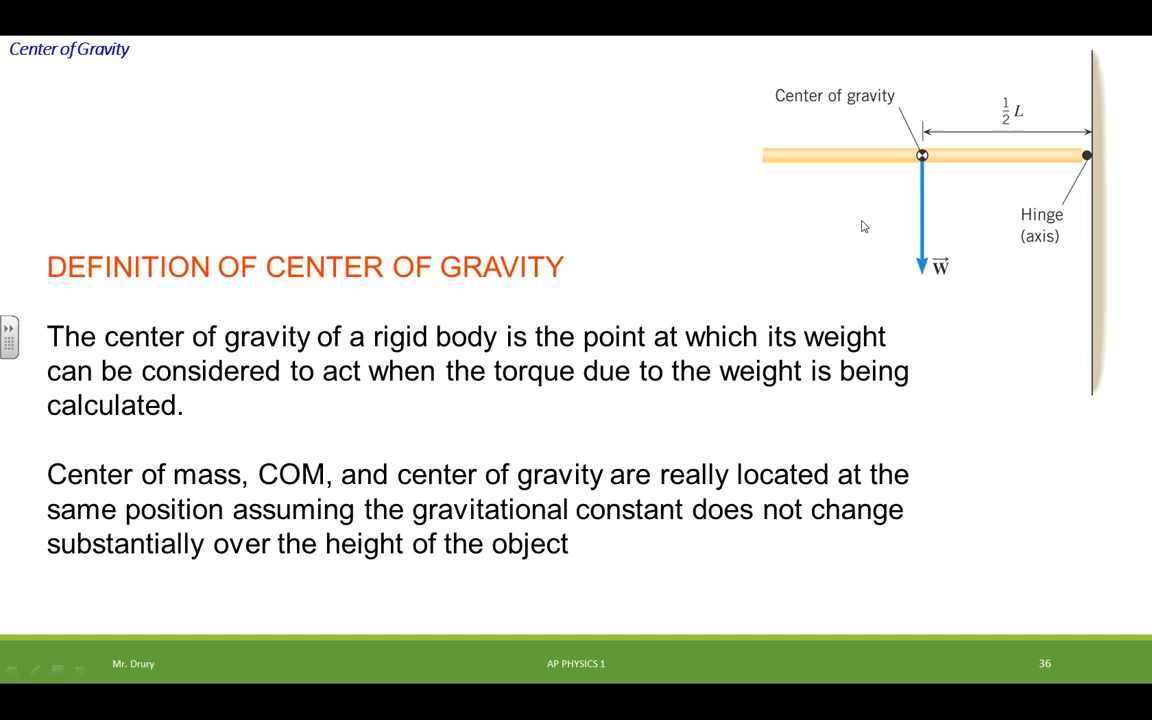 Center of Gravity
Center of gravity
1/2 L
Hinge
(axis)
W
DEFINITION OF CENTER OF GRAVITY
The center of gravity of a rigid body is the point at which its weight
can be considered to act when the torque due to the weight is being
calculated.
Center of mass, COM, and center of gravity are really located at the
same position assuming the gravitational constant does not change
substantially over the height of the object
Mr. Drury
AP PHYSICS 1
36